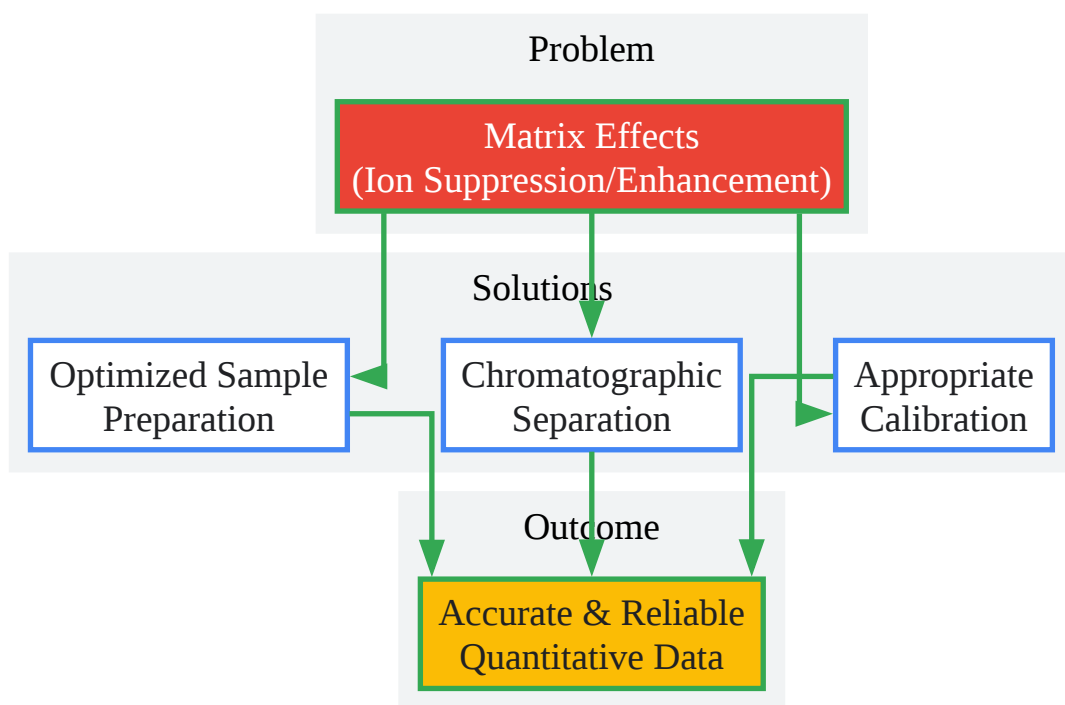 Problem
Matrix Effects
(Ion Suppression/Enhancement)
Solutions
Optimized Sample
Preparation
Chromatographic
Separation
Appropriate
Calibration
Outcome
Accurate & Reliable
Quantitative Data